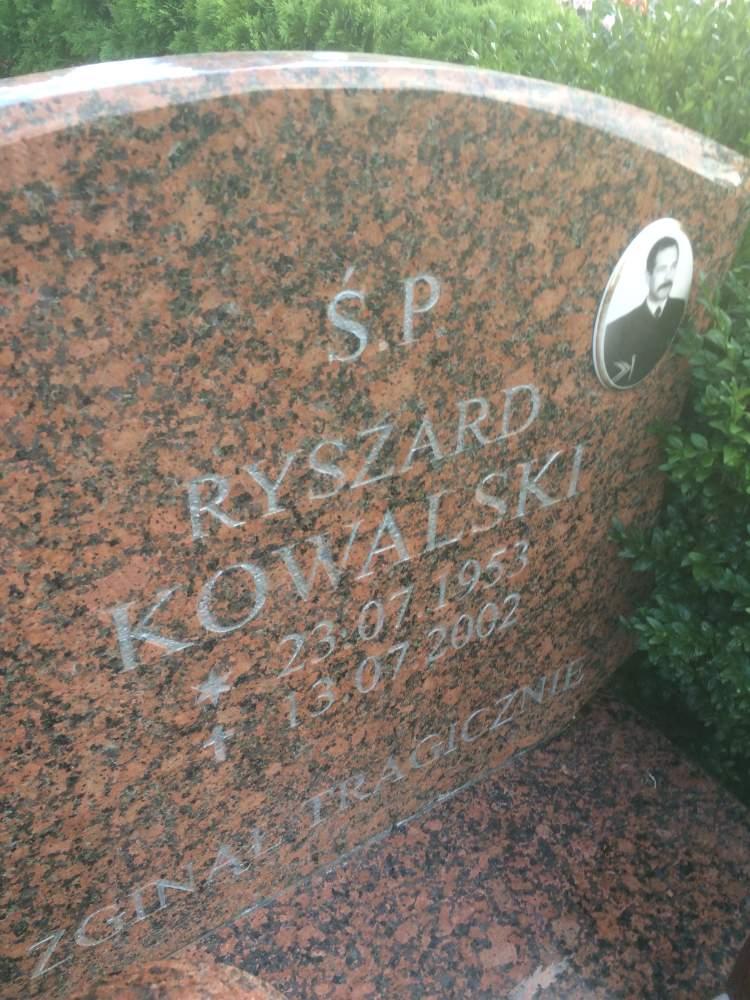 Ś.P.
RYSZARD
KOWALSKI
★ 23.07.1953
✝ 13.07.2002
ZGINĄŁ TRAGICZNIE